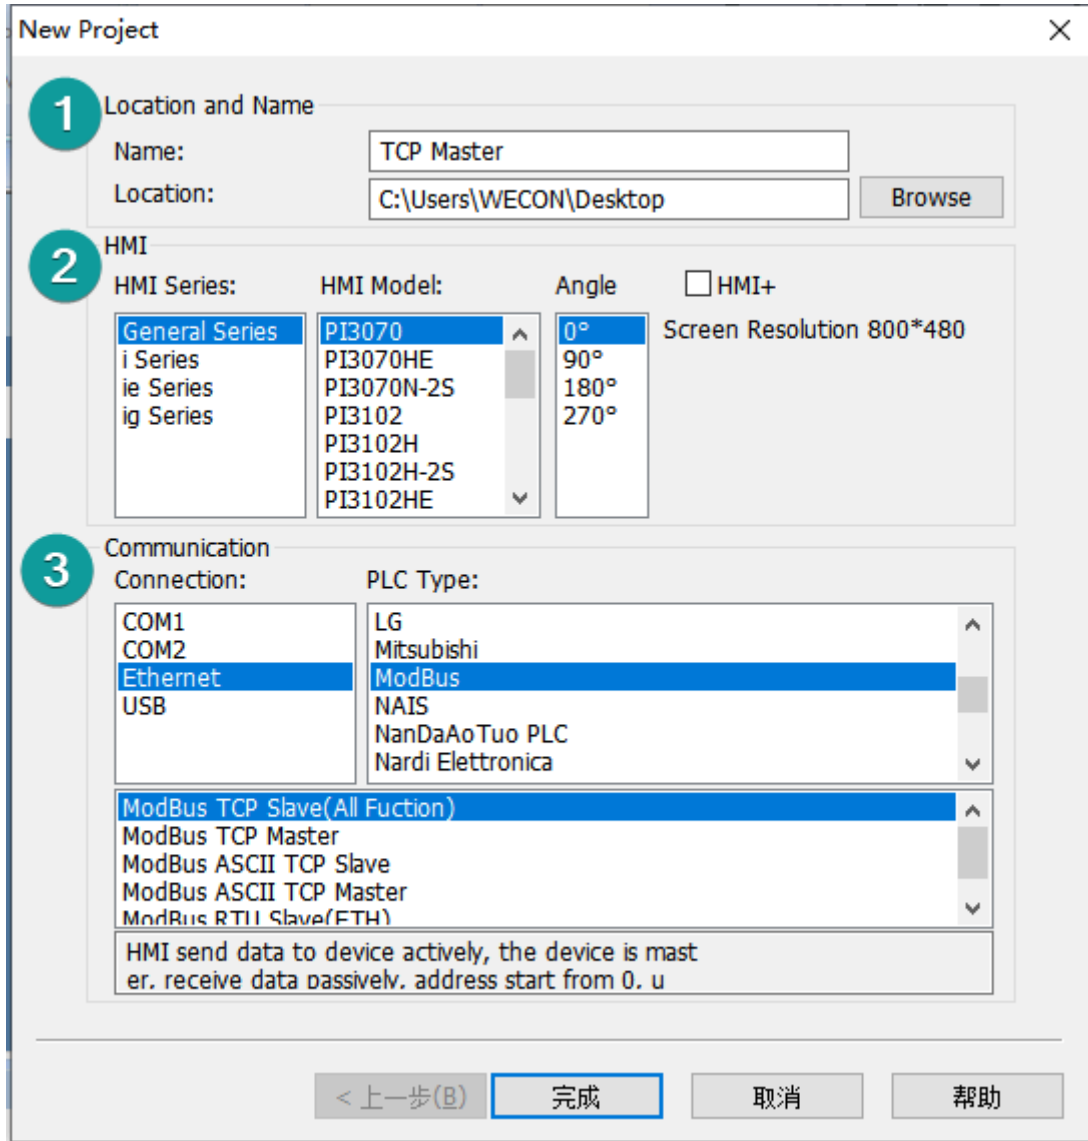 New Project
1
Location and Name
Name:
TCP Master
Location:
C:\Users\WECON\Desktop
Browse
2
HMI
HMI Series:
HMI Model:
Angle
HMI+
General Series
i Series
ie Series
ig Series
PI3070
PI3070HE
PI3070N-2S
PI3102
PI3102H
PI3102H-2S
PI3102HE
0°
90°
180°
270°
Screen Resolution 800*480
3
Communication
Connection:
PLC Type:
COM1
COM2
Ethernet
USB
LG
Mitsubishi
ModBus
NAIS
NanDaAoTuo PLC
Nardi Elettronica
ModBus TCP Slave(All Fuction)
ModBus TCP Master
ModBus ASCII TCP Slave
ModBus ASCII TCP Master
ModBus RTU Slave(ETH)
HMI send data to device actively, the device is mast
er, receive data passively, address start from 0, u
< 上一步(B)
完成
取消
帮助